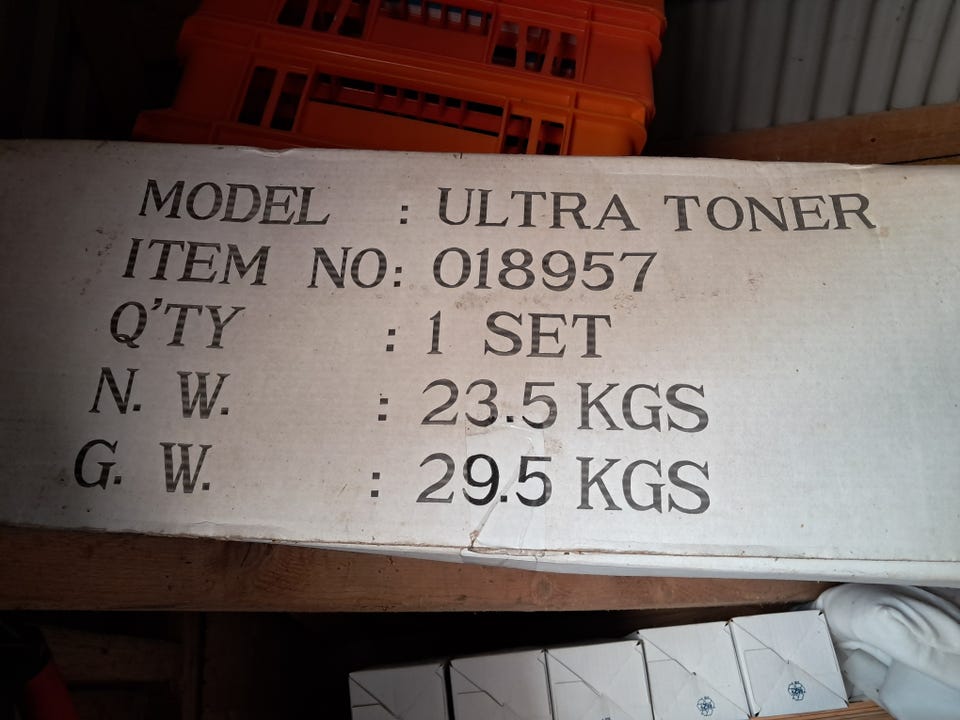 MODEL : ULTRA TONER
ITEM NO: 018957
Q'TY : 1 SET
N. W. : 23.5 KGS
G. W. : 29.5 KGS